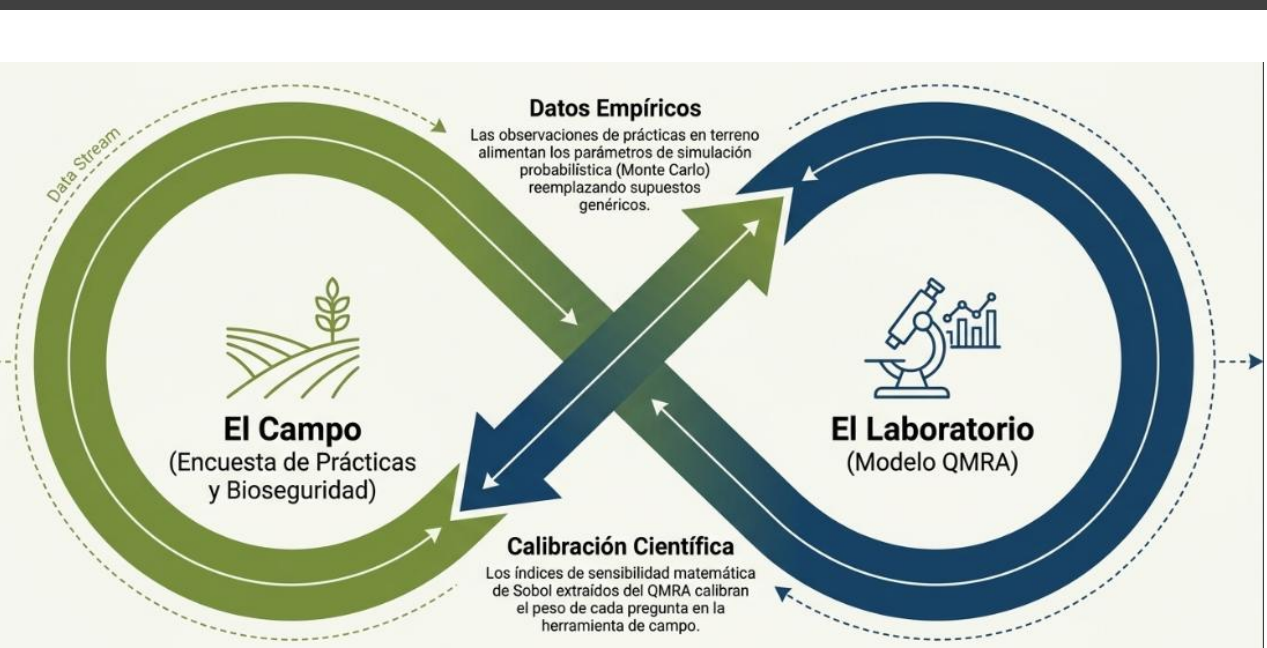 Data Stream
Datos Empíricos
Las observaciones de prácticas en terreno
alimentan los parámetros de simulación
probabilística (Monte Carlo)
reemplazando supuestos
genéricos.
El Campo
(Encuesta de Prácticas
y Bioseguridad)
El Laboratorio
(Modelo QMRA)
Calibración Científica
Los índices de sensibilidad matemática
de Sobol extraídos del QMRA calibran
el peso de cada pregunta en la
herramienta de campo.